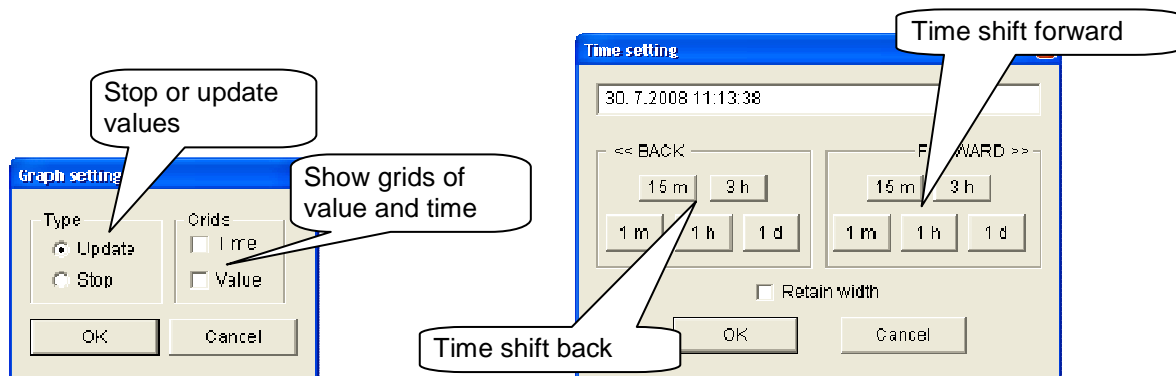 Time shift forward
Time setting
Stop or update
values
30. 7.2008 11:13:38
<< BACK
15 m
3 h
1 m
1 h
1 d
WARD >>
15 m
3 h
1 m
1 h
1 d
Graph setting
Show grids of
value and time
Type
Update
Stop
Grids
Time
Value
OK
Cancel
Retain width
Time shift back
OK
Cancel